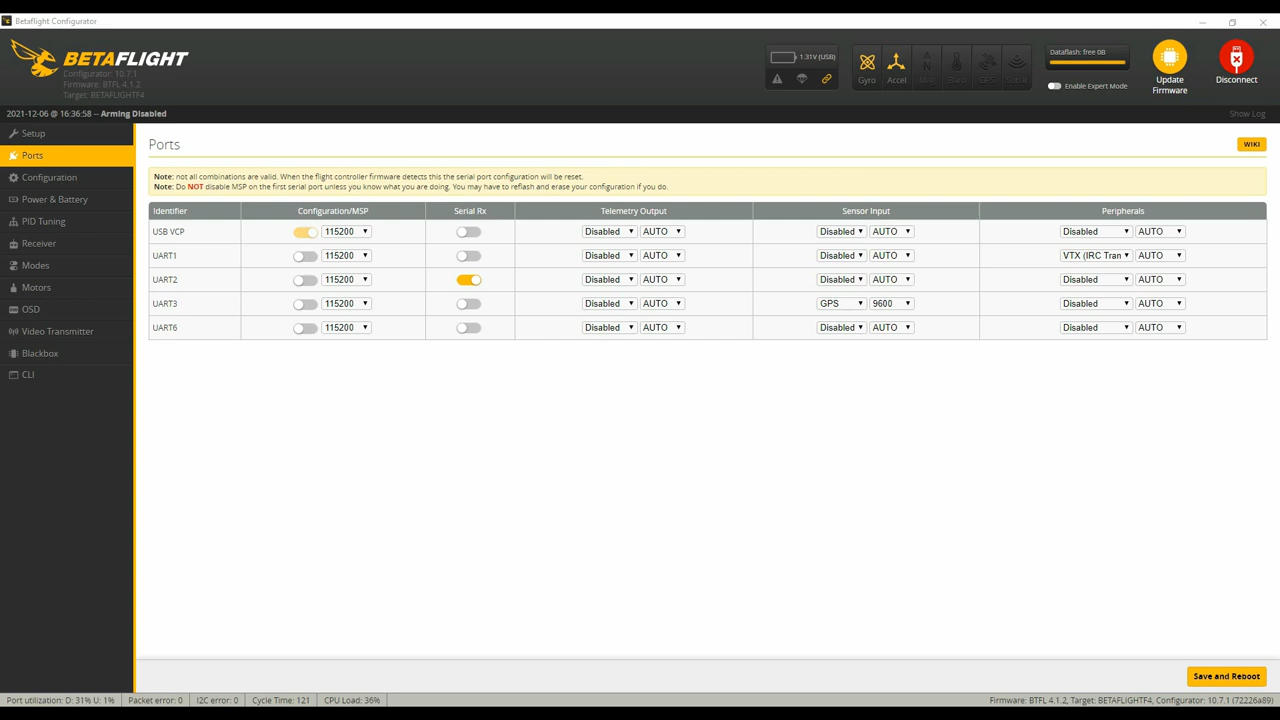 Betaflight Configurator
BETAFLIGHT
Configurator: 10.7.1
Firmware: BTFL 4.1.2
Target: BETAFLIGHTF4
1.31V (USB)
Gyro
Accel
Dataflash: free 0B
Enable Expert Mode
Update
Firmware
Disconnect
2021-12-06 @ 16:36:58 -- Arming Disabled
Show Log
Setup
Ports
Configuration
Power & Battery
PID Tuning
Receiver
Modes
Motors
OSD
Video Transmitter
Blackbox
CLI
Ports
WIKI
Note: not all combinations are valid. When the flight controller firmware detects this the serial port configuration will be reset.
Note: Do NOT disable MSP on the first serial port unless you know what you are doing. You may have to reflash and erase your configuration if you do.
Identifier Configuration/MSP Serial Rx Telemetry Output Sensor Input Peripherals
USB VCP 115200 Disabled AUTO Disabled AUTO Disabled AUTO
UART1 115200 Disabled AUTO Disabled AUTO VTX (IRC Tran AUTO
UART2 115200 Disabled AUTO Disabled AUTO Disabled AUTO
UART3 115200 Disabled AUTO GPS 9600 Disabled AUTO
UART6 115200 Disabled AUTO Disabled AUTO Disabled AUTO
Save and Reboot
Port utilization: D: 31% U: 1% Packet error: 0 I2C error: 0 Cycle Time: 121 CPU Load: 36% Firmware: BTFL 4.1.2, Target: BETAFLIGHTF4, Configurator: 10.7.1 (72226a89)